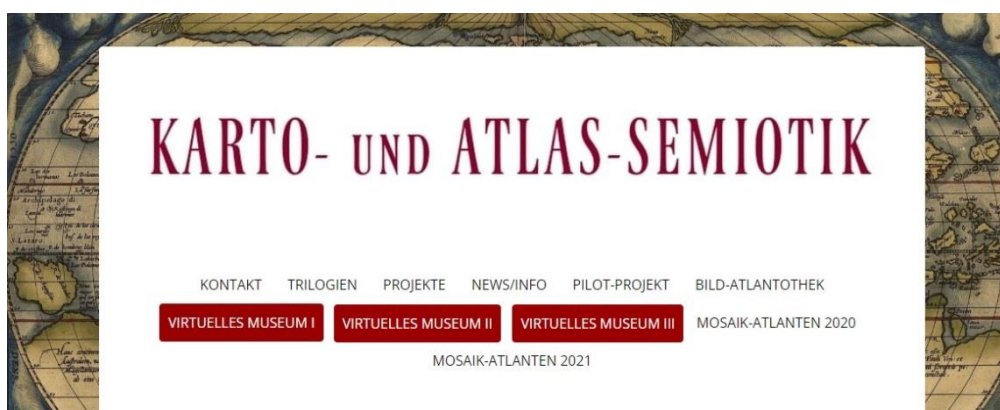 KARTO- UND ATLAS-SEMIOTIK
KONTAKT TRILOGIEN PROJEKTE NEWS/INFO PILOT-PROJEKT BILD-ATLANTOTHEK
VIRTUELLES MUSEUM I VIRTUELLES MUSEUM II VIRTUELLES MUSEUM III MOSAIK-ATLANTEN 2020
MOSAIK-ATLANTEN 2021